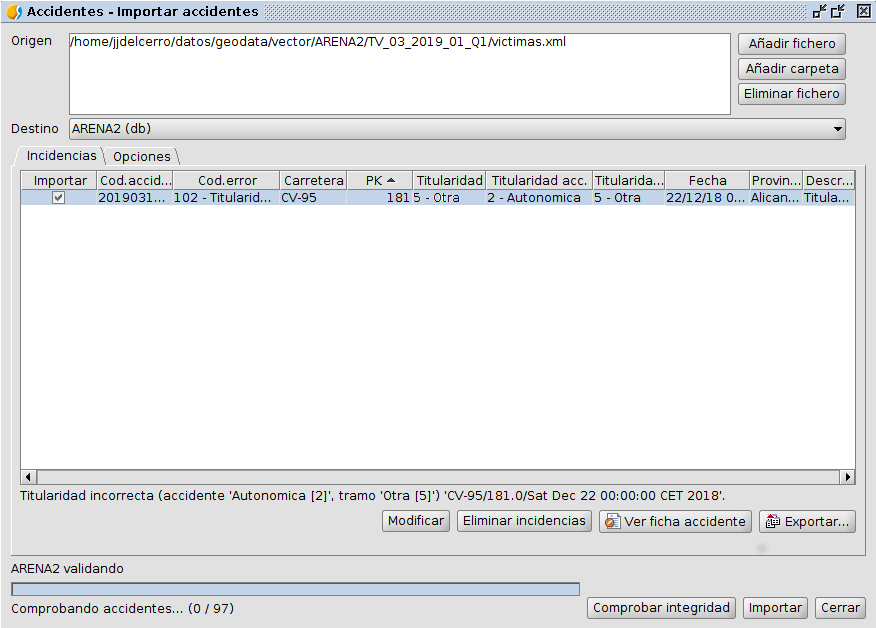 Accidentes - Importar accidentes
Origen
/home/jjdelcerro/datos/geodata/vector/ARENA2/TV_03_2019_01_Q1/victimas.xml
Añadir fichero
Añadir carpeta
Eliminar fichero
Destino ARENA2 (db)
Incidencias Opciones
Importar Cod.accid... Cod.error Carretera PK Titularidad Titularidad acc. Titularida... Fecha Provin... Descr...
2019031... 102 - Titularid... CV-95 181 5 - Otra 2 - Autonomica 5 - Otra 22/12/18 0... Alican... Titula...
Titularidad incorrecta (accidente 'Autonomica [2]', tramo 'Otra [5]') 'CV-95/181.0/Sat Dec 22 00:00:00 CET 2018'.
Modificar Eliminar incidencias Ver ficha accidente Exportar...
ARENA2 validando
Comprobando accidentes... (0 / 97)
Comprobar integridad Importar Cerrar